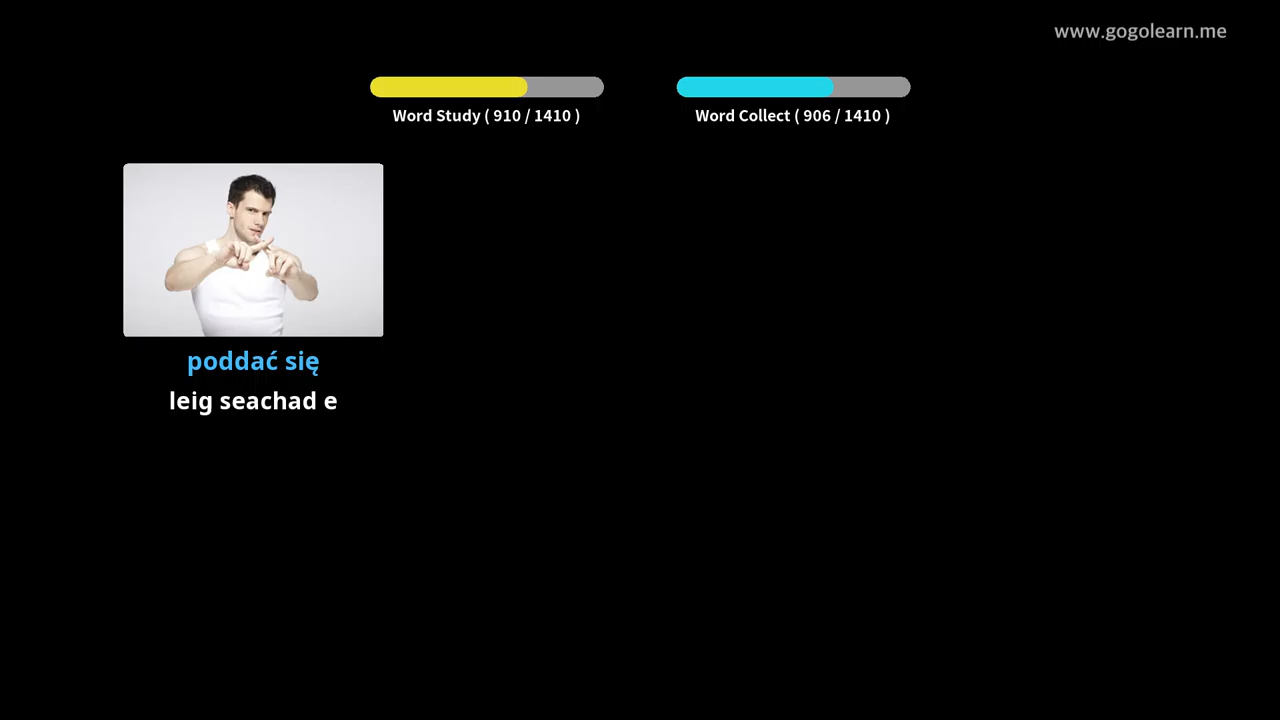 www.gogolearn.me
Word Study ( 910 / 1410 )
Word Collect ( 906 / 1410 )
poddać się
leig seachad e